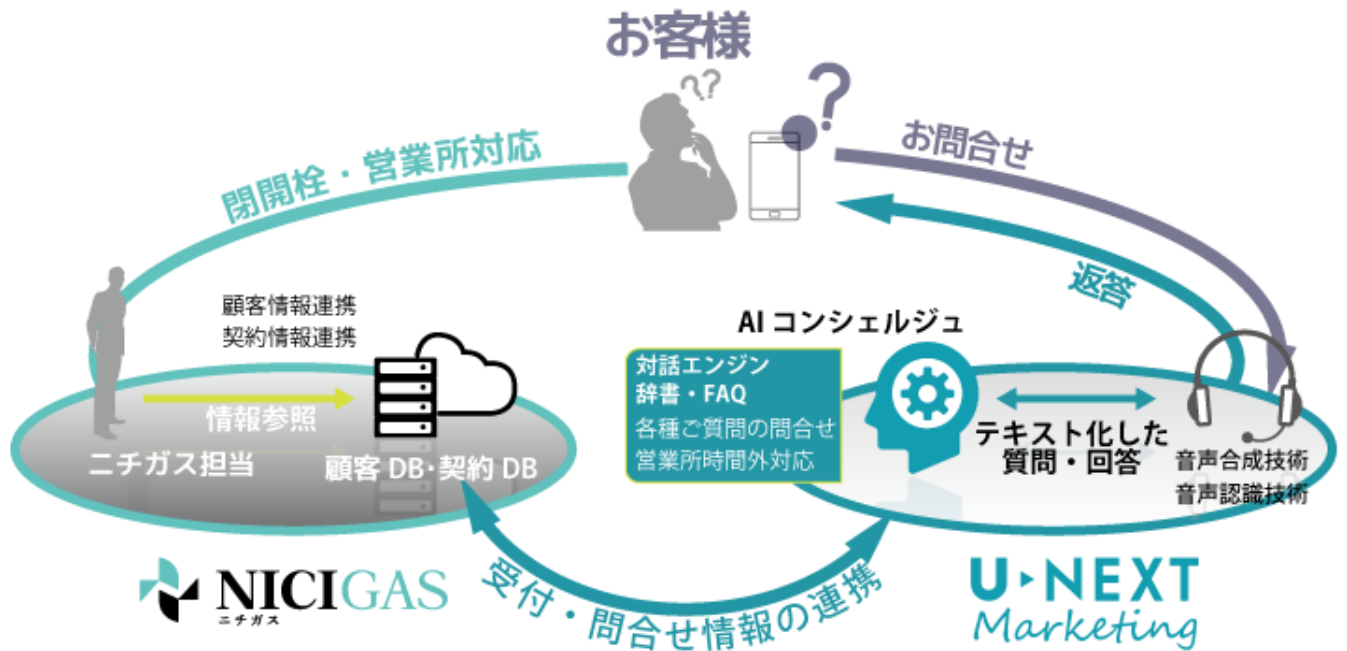 お客様
??
?
お問合せ
閉開栓・営業所対応
返答
顧客情報連携
契約情報連携
情報参照
ニチガス担当
顧客DB・契約DB
AIコンシェルジュ
対話エンジン
辞書・FAQ
各種ご質問の問合せ
営業所時間外対応
テキスト化した
質問・回答
音声合成技術
音声認識技術
受付・問合せ情報の連携
NICIGAS
ニチガス
U-NEXT
Marketing